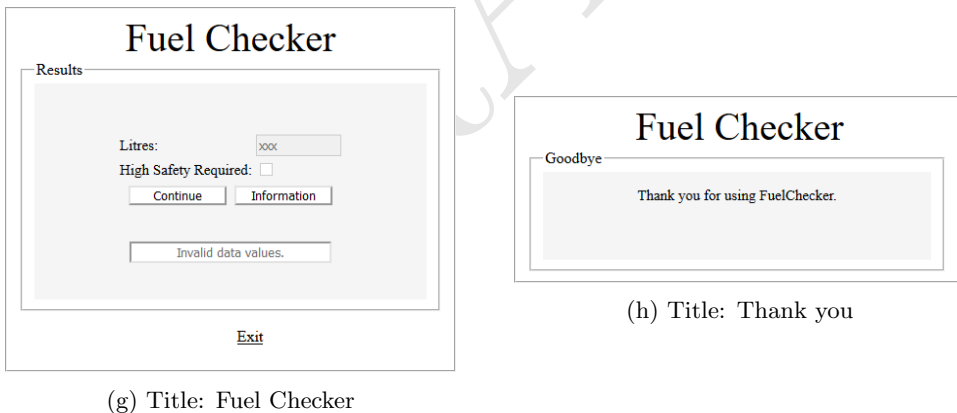 Fuel Checker
Results
Litres: xxx
High Safety Required:
Continue Information
Invalid data values.
Exit
(g) Title: Fuel Checker
Fuel Checker
Goodbye
Thank you for using FuelChecker.
(h) Title: Thank you